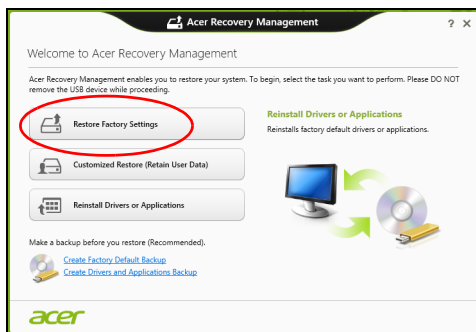 Acer Recovery Management
? X
Welcome to Acer Recovery Management
Acer Recovery Management enables you to restore your system. To begin, select the task you want to perform. Please DO NOT
remove the USB device while proceeding.
Restore Factory Settings
Customized Restore (Retain User Data)
Reinstall Drivers or Applications
Reinstall Drivers or Applications
Reinstalls factory default drivers or applications.
Make a backup before you restore (Recommended).
Create Factory Default Backup
Create Drivers and Applications Backup
acer